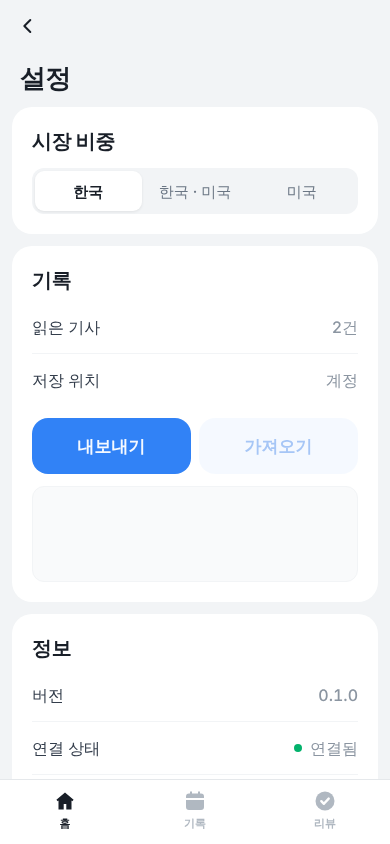 설정
시장 비중
한국 한국 · 미국 미국
기록
읽은 기사 2건
저장 위치 계정
내보내기 가져오기
정보
버전 0.1.0
연결 상태 연결됨
홈 기록 리뷰